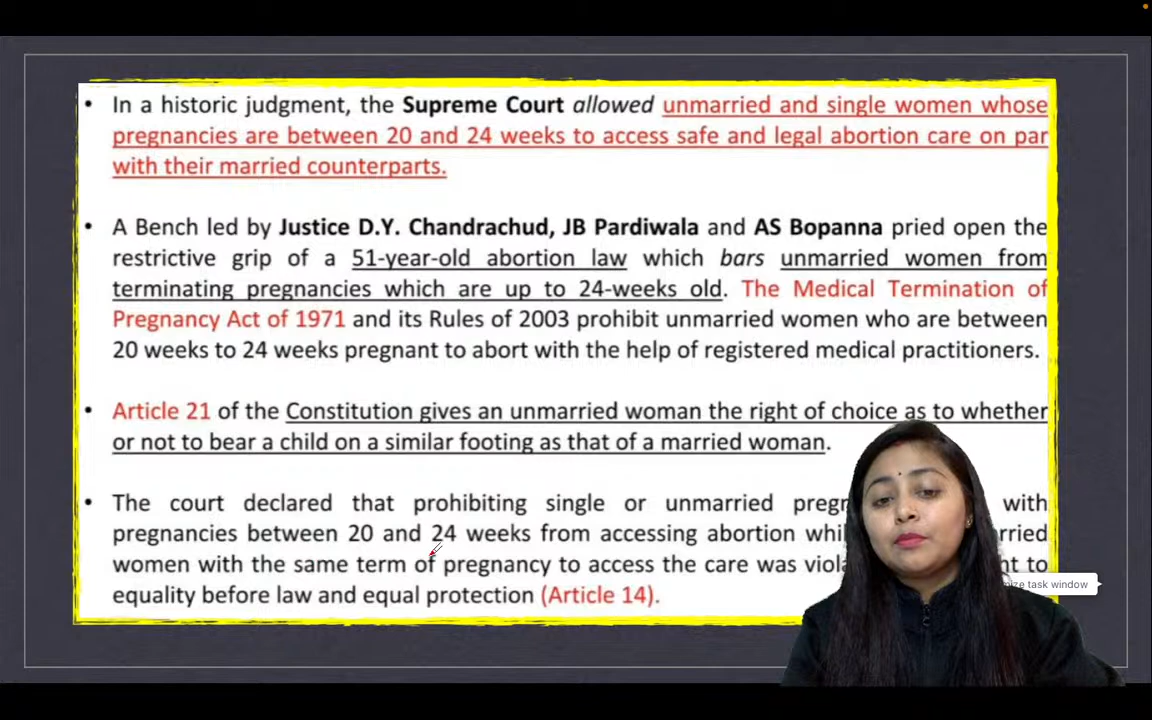 • In a historic judgment, the Supreme Court allowed unmarried and single women whose
pregnancies are between 20 and 24 weeks to access safe and legal abortion care on par
with their married counterparts.
• A Bench led by Justice D.Y. Chandrachud, JB Pardiwala and AS Bopanna pried open the
restrictive grip of a 51-year-old abortion law which bars unmarried women from
terminating pregnancies which are up to 24-weeks old. The Medical Termination of
Pregnancy Act of 1971 and its Rules of 2003 prohibit unmarried women who are between
20 weeks to 24 weeks pregnant to abort with the help of registered medical practitioners.
• Article 21 of the Constitution gives an unmarried woman the right of choice as to whether
or not to bear a child on a similar footing as that of a married woman.
• The court declared that prohibiting single or unmarried with
pregnancies between 20 and 24 weeks from accessing abortion
women with the same term of pregnancy to access the care was to
equality before law and equal protection (Article 14).
task window